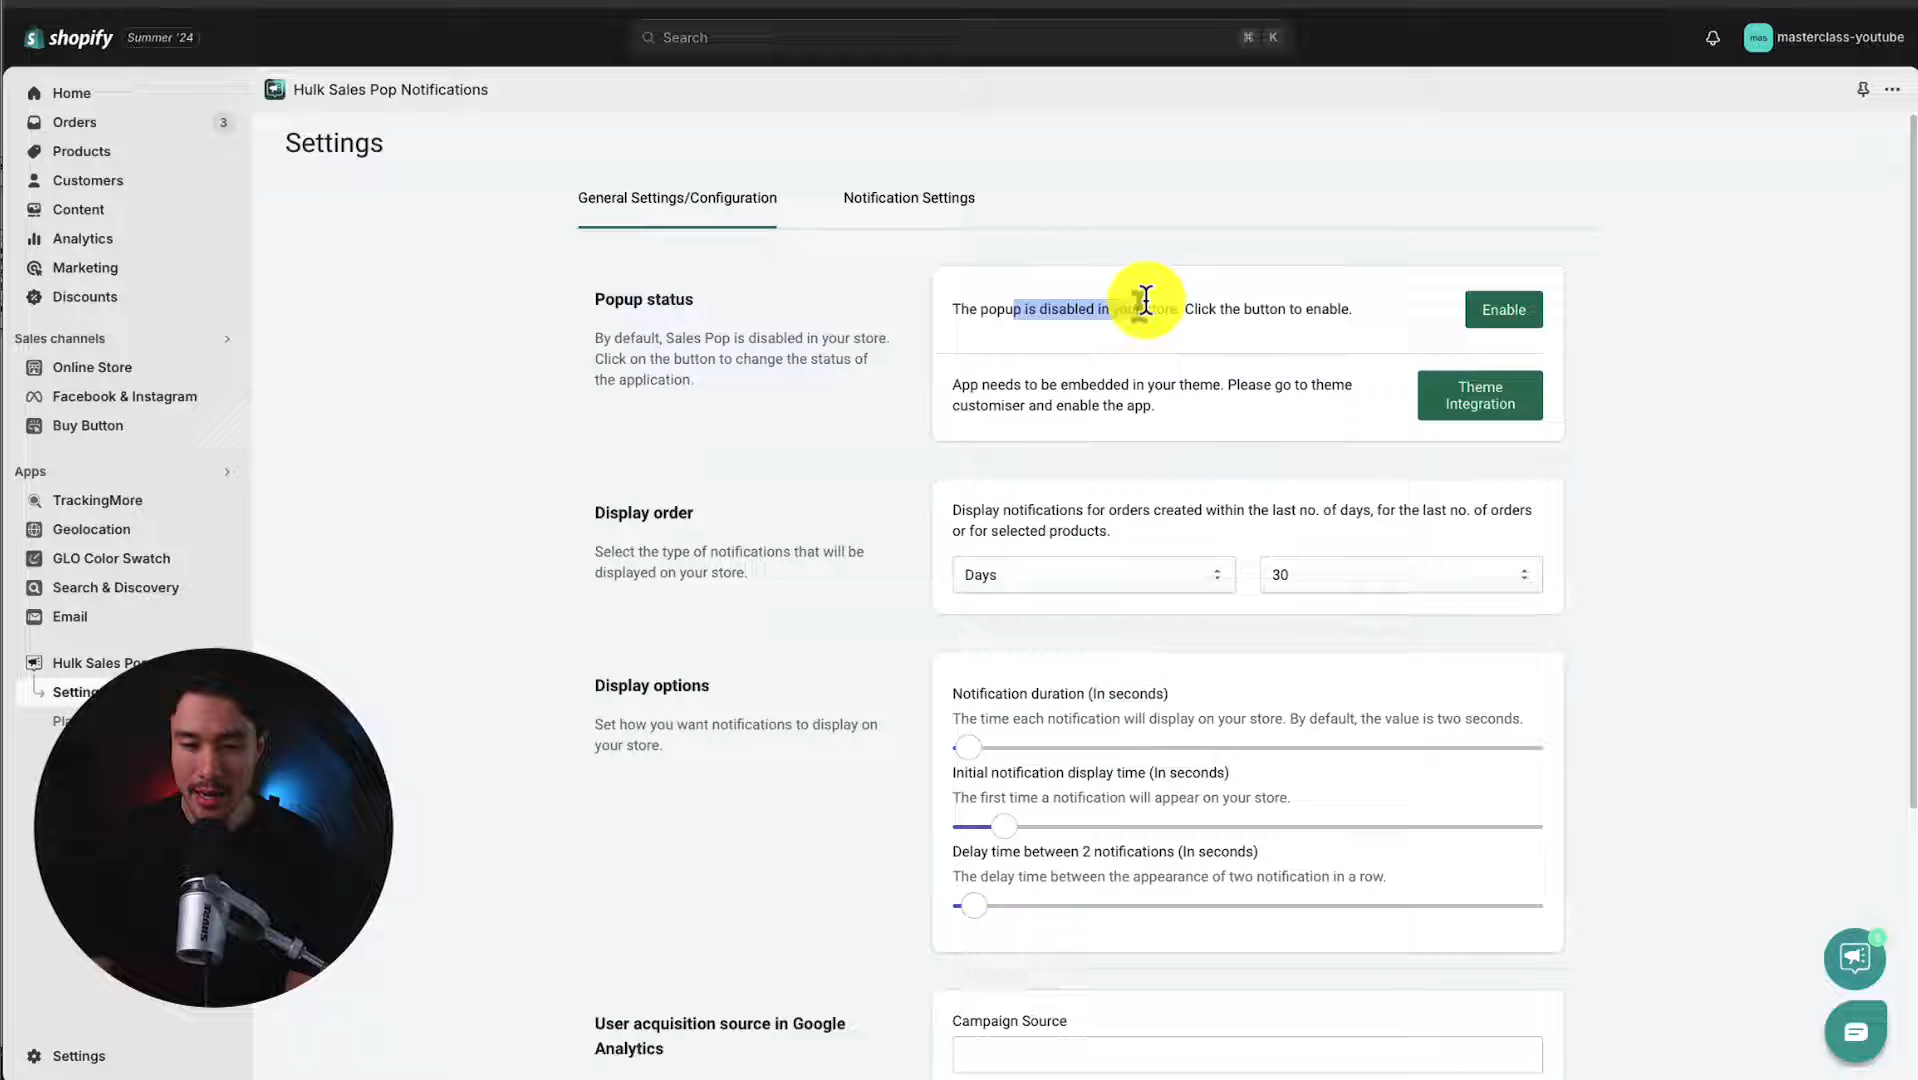 shopify Summer '24
Search
⌘ K
mas masterclass-youtube
Home
Orders 3
Products
Customers
Content
Analytics
Marketing
Discounts
Sales channels
Online Store
Facebook & Instagram
Buy Button
Apps
TrackingMore
Geolocation
GLO Color Swatch
Search & Discovery
Email
Hulk Sales Po
Setting
Pla
Settings
Hulk Sales Pop Notifications
Settings
General Settings/Configuration
Notification Settings
Popup status
By default, Sales Pop is disabled in your store.
Click on the button to change the status of
the application.
The popup is disabled in your store. Click the button to enable.
Enable
App needs to be embedded in your theme. Please go to theme
customiser and enable the app.
Theme
Integration
Display order
Select the type of notifications that will be
displayed on your store.
Display notifications for orders created within the last no. of days, for the last no. of orders
or for selected products.
Days
30
Display options
Set how you want notifications to display on
your store.
Notification duration (In seconds)
The time each notification will display on your store. By default, the value is two seconds.
Initial notification display time (In seconds)
The first time a notification will appear on your store.
Delay time between 2 notifications (In seconds)
The delay time between the appearance of two notification in a row.
User acquisition source in Google
Analytics
Campaign Source
SHURE